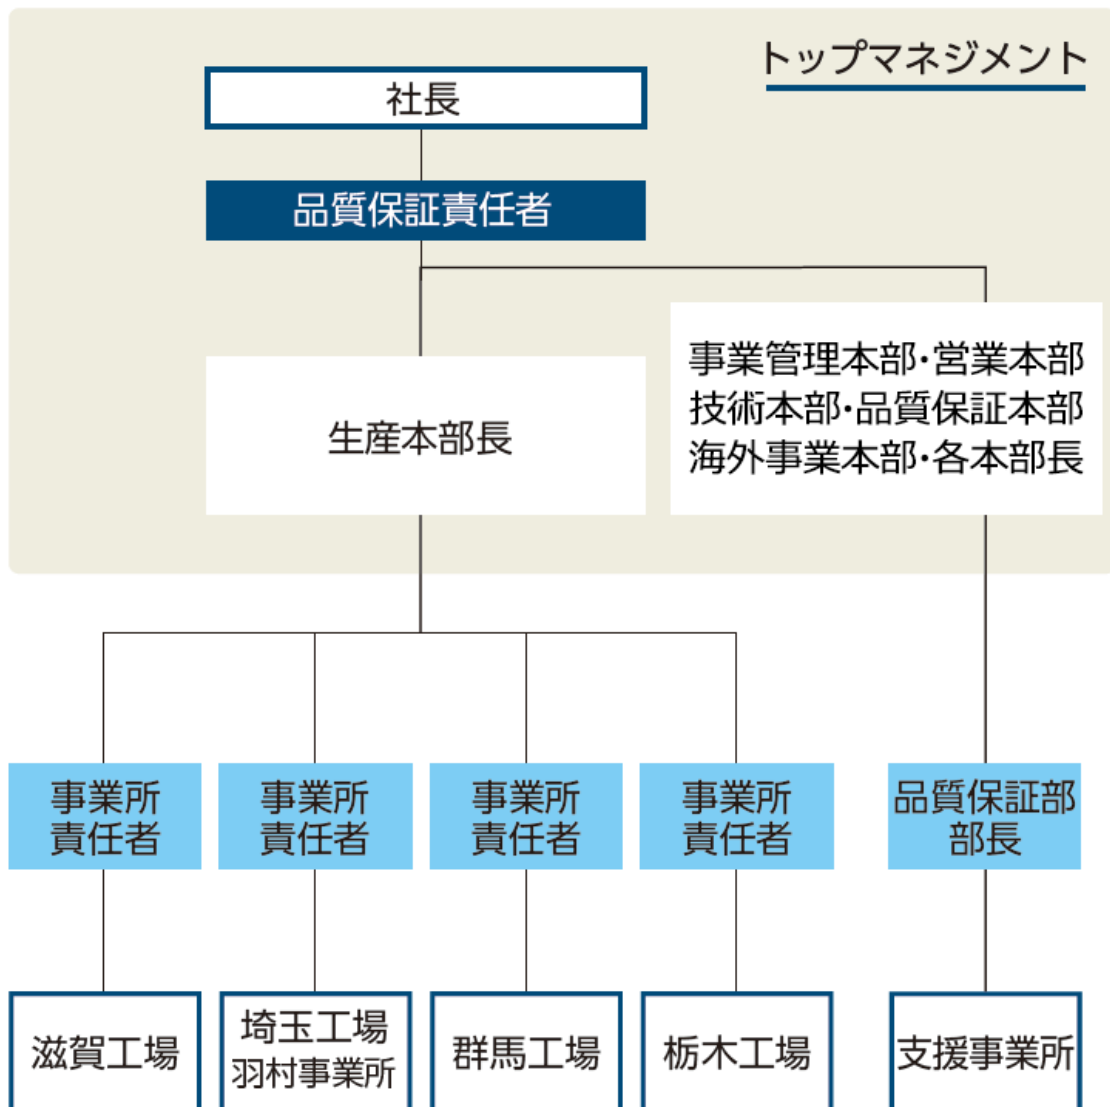 トップマネジメント
社長
品質保証責任者
生産本部長
事業管理本部・営業本部
技術本部・品質保証本部
海外事業本部・各本部長
事業所
責任者
事業所
責任者
事業所
責任者
事業所
責任者
品質保証部
部長
滋賀工場
埼玉工場
羽村事業所
群馬工場
栃木工場
支援事業所